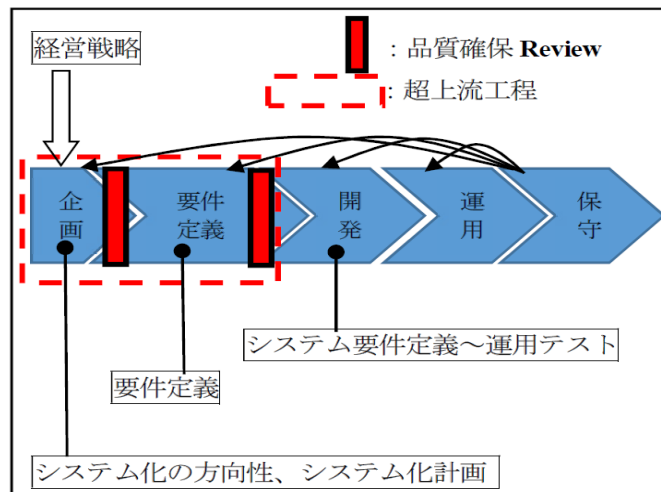 経営戦略
：品質確保 Review
：超上流工程
企画
要件定義
開発
運用
保守
システム要件定義～運用テスト
要件定義
システム化の方向性、システム化計画